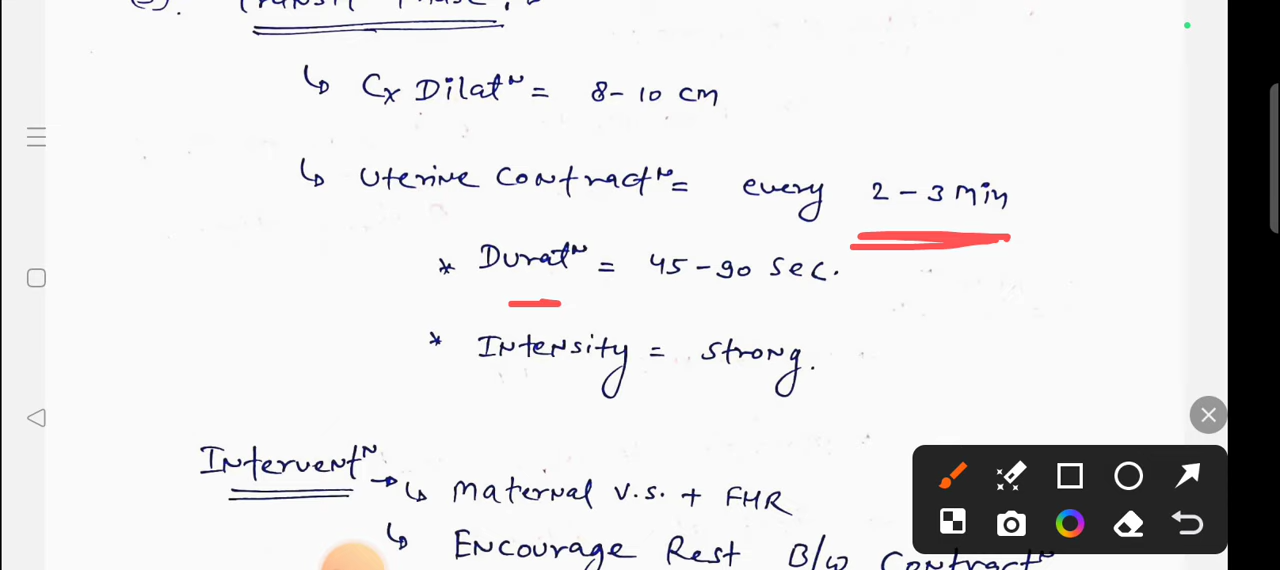 Phase
↳ Cx Dilatⁿ = 8-10 cm
↳ Uterine Contractⁿ = every 2-3 Min
* Duratⁿ = 45-90 Sec.
* Intensity = Strong.
Interventⁿ → ↳ Maternal V.S. + FHR
↳ Encourage Rest B/w Contractⁿ